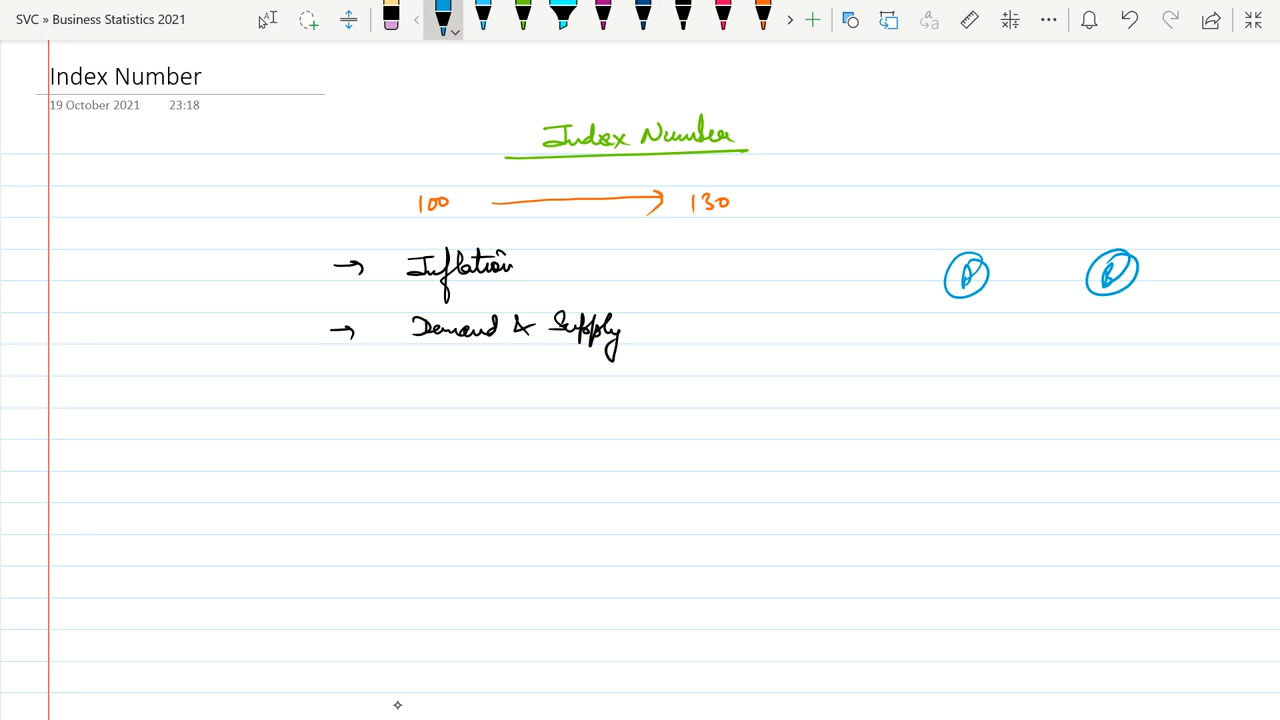 SVC » Business Statistics 2021
Index Number
19 October 2021 23:18
Index Number
100 → 130
→ Inflation
→ Demand & Supply